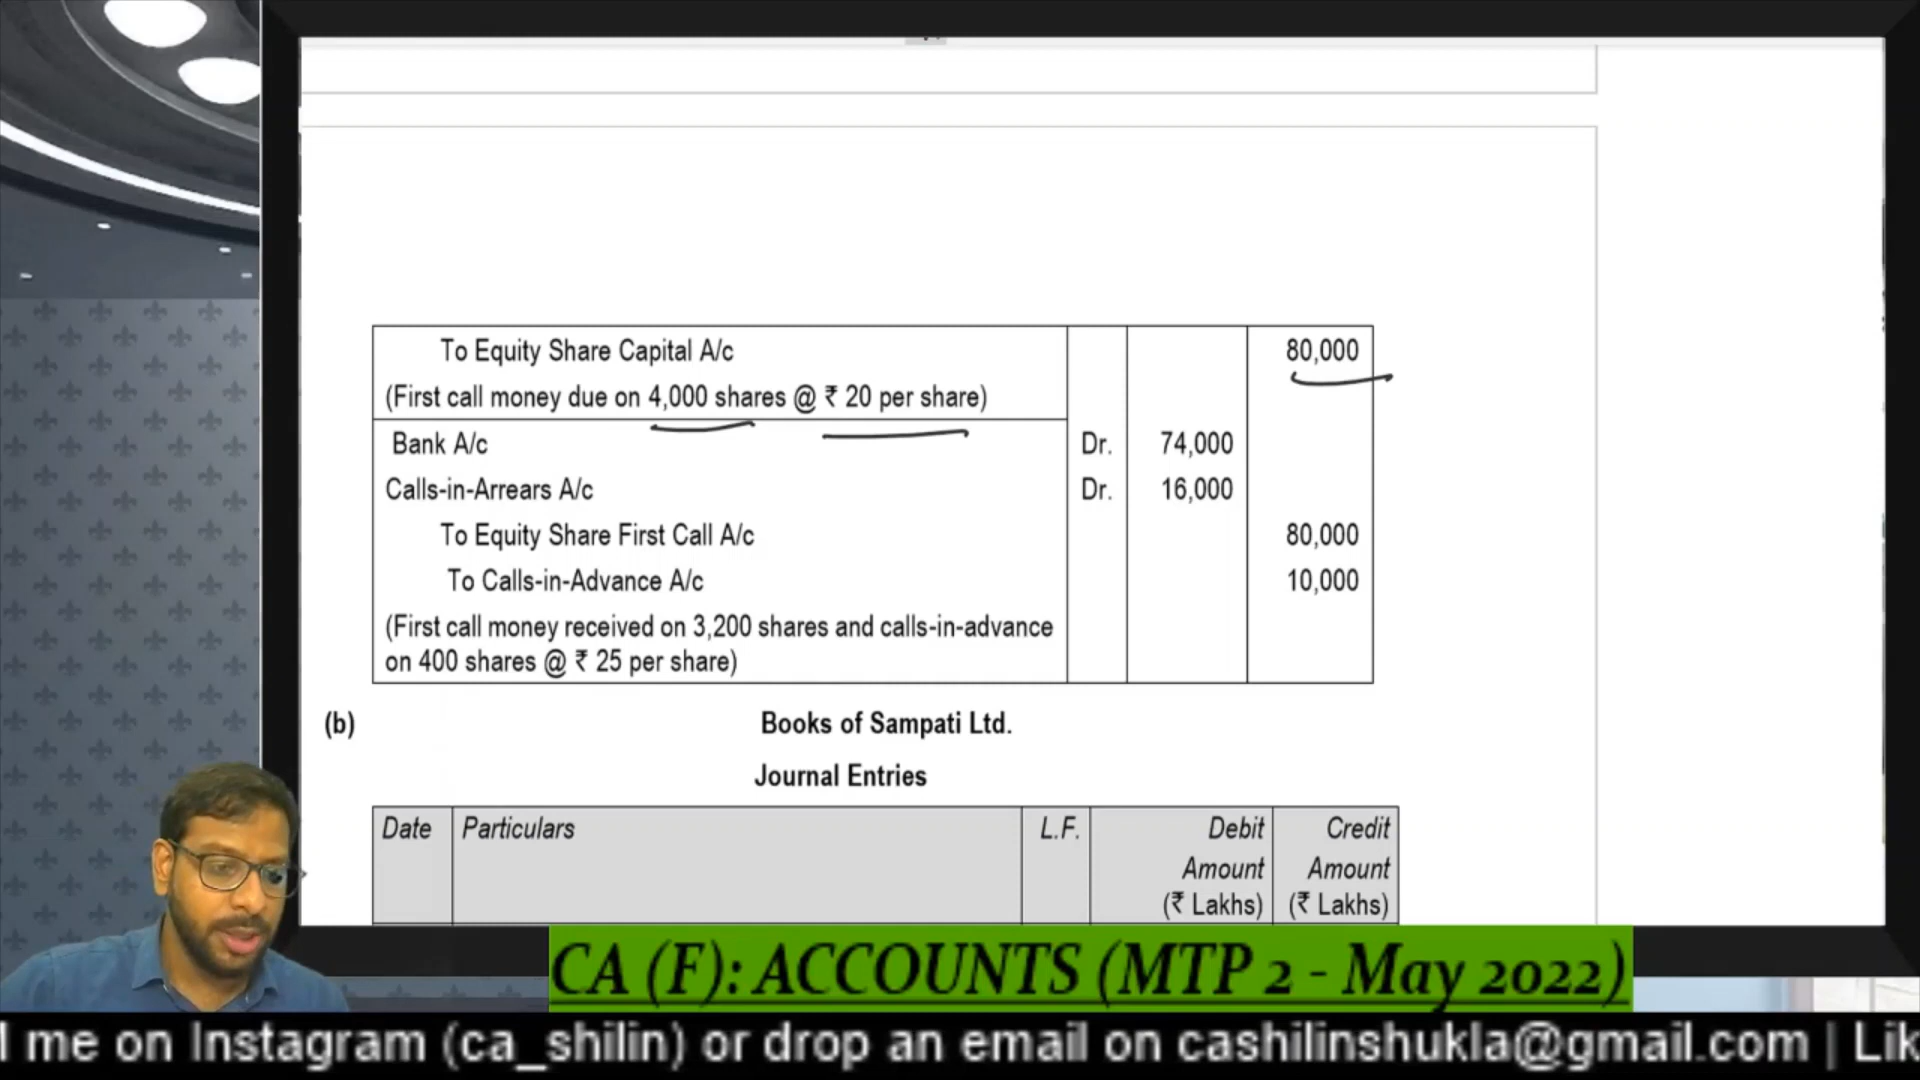 To Equity Share Capital A/c 80,000
(First call money due on 4,000 shares @ ₹ 20 per share)
Bank A/c Dr. 74,000
Calls-in-Arrears A/c Dr. 16,000
To Equity Share First Call A/c 80,000
To Calls-in-Advance A/c 10,000
(First call money received on 3,200 shares and calls-in-advance
on 400 shares @ ₹ 25 per share)
(b) Books of Sampati Ltd.
Journal Entries
Date Particulars L.F. Debit Credit
Amount Amount
(₹ Lakhs) (₹ Lakhs)
CA (F): ACCOUNTS (MTP 2 - May 2022)
me on Instagram (ca_shilin) or drop an email on cashilinshukla@gmail.com | Lik